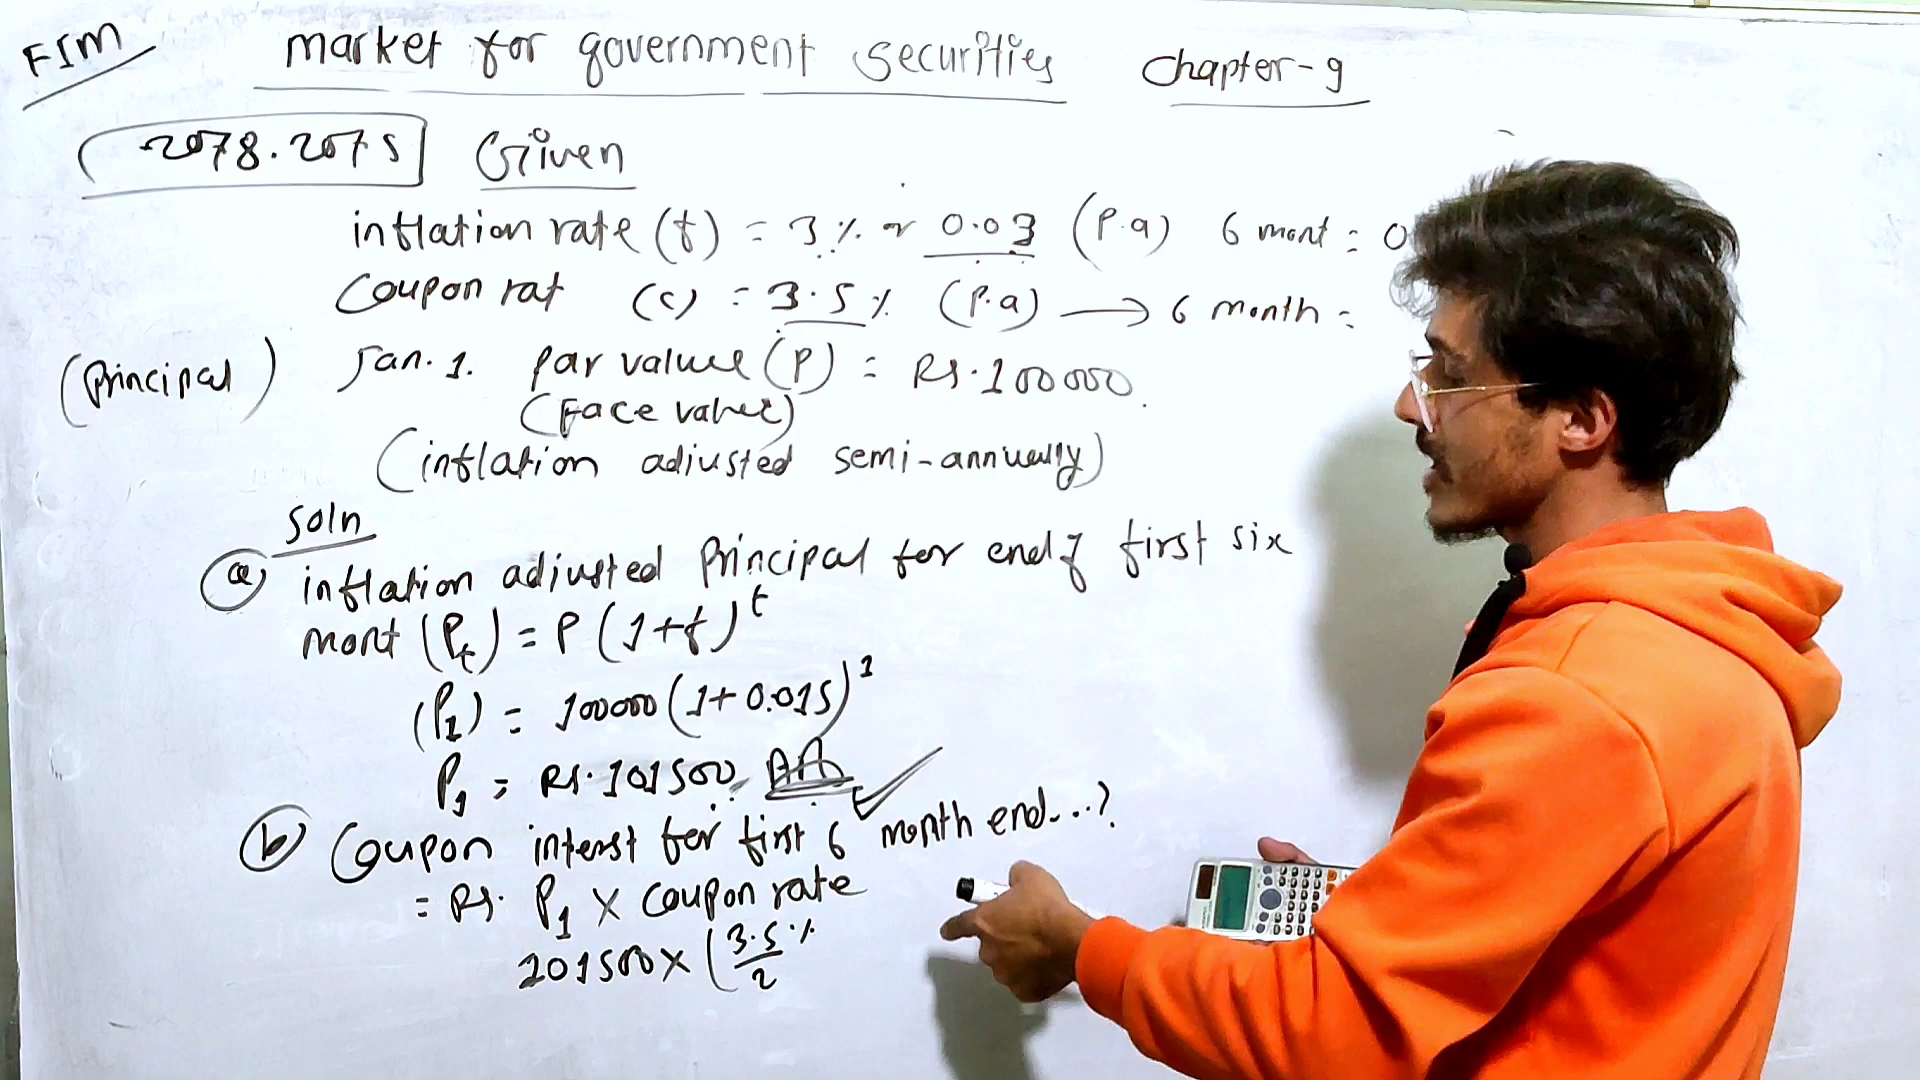 FIM
market for government securities chapter-9
2078.2075 Given
inflation rate (f) = 3% or 0.03 (P.a) 6 mont = 0
Coupon rat (c) = 3.5% (P.a) → 6 month =
(Principal) Jan. 1. par value (P) = Rs. 100000.
(Face value)
(inflation adjusted semi-annually)
Soln
(a) inflation adjusted Principal for end of first six
mont (Pt) = P(1+f)^t
(P1) = 100000(1+0.015)^1
P1 = Rs. 101500
(b) Coupon interst for first 6 month end...?
= Rs. P1 × coupon rate
101500 × (3.5%/2